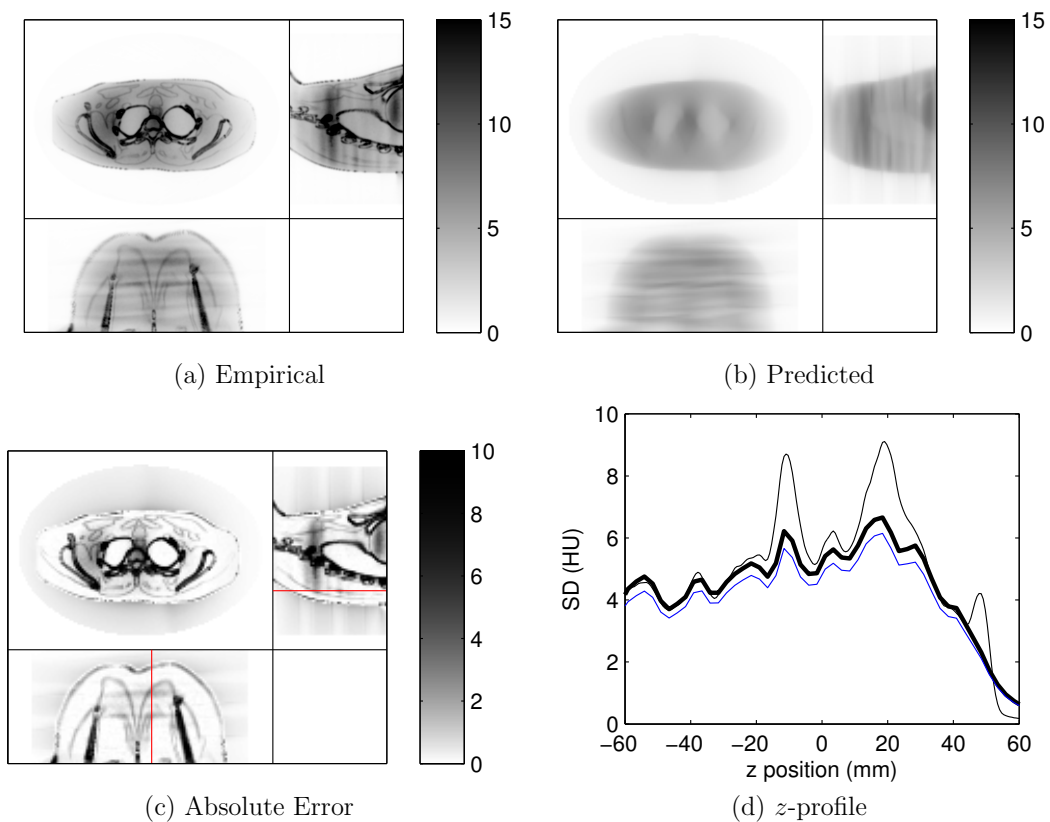 15
10
5
0
(a) Empirical
15
10
5
0
(b) Predicted
10
8
6
4
2
0
(c) Absolute Error
10
8
6
4
2
0
SD (HU)
−60 −40 −20 0 20 40 60
z position (mm)
(d) z-profile